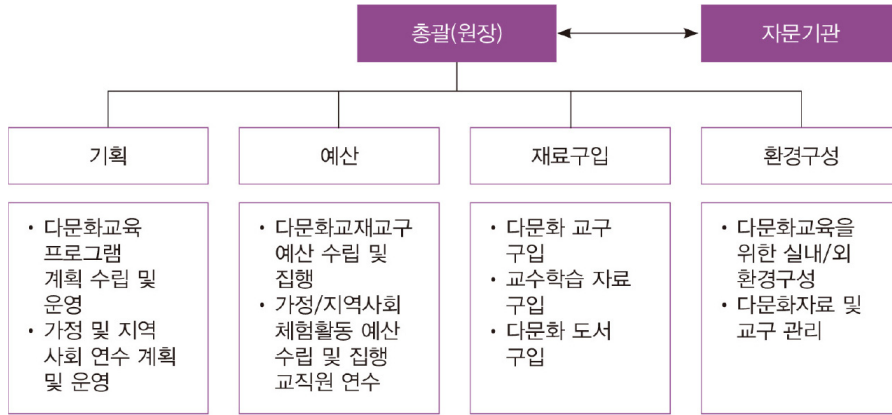 총괄(원장)
자문기관
기획
예산
재료구입
환경구성
• 다문화교육
프로그램
계획 수립 및
운영
• 가정 및 지역
사회 연수 계획
및 운영
• 다문화교재교구
예산 수립 및
집행
• 가정/지역사회
체험활동 예산
수립 및 집행
교직원 연수
• 다문화 교구
구입
• 교수학습 자료
구입
• 다문화 도서
구입
• 다문화교육을
위한 실내/외
환경구성
• 다문화자료 및
교구 관리